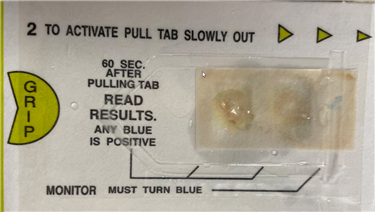 2 TO ACTIVATE PULL TAB SLOWLY OUT
GRIP
60 SEC.
AFTER
PULLING TAB
READ
RESULTS.
ANY BLUE
IS POSITIVE
MONITOR MUST TURN BLUE